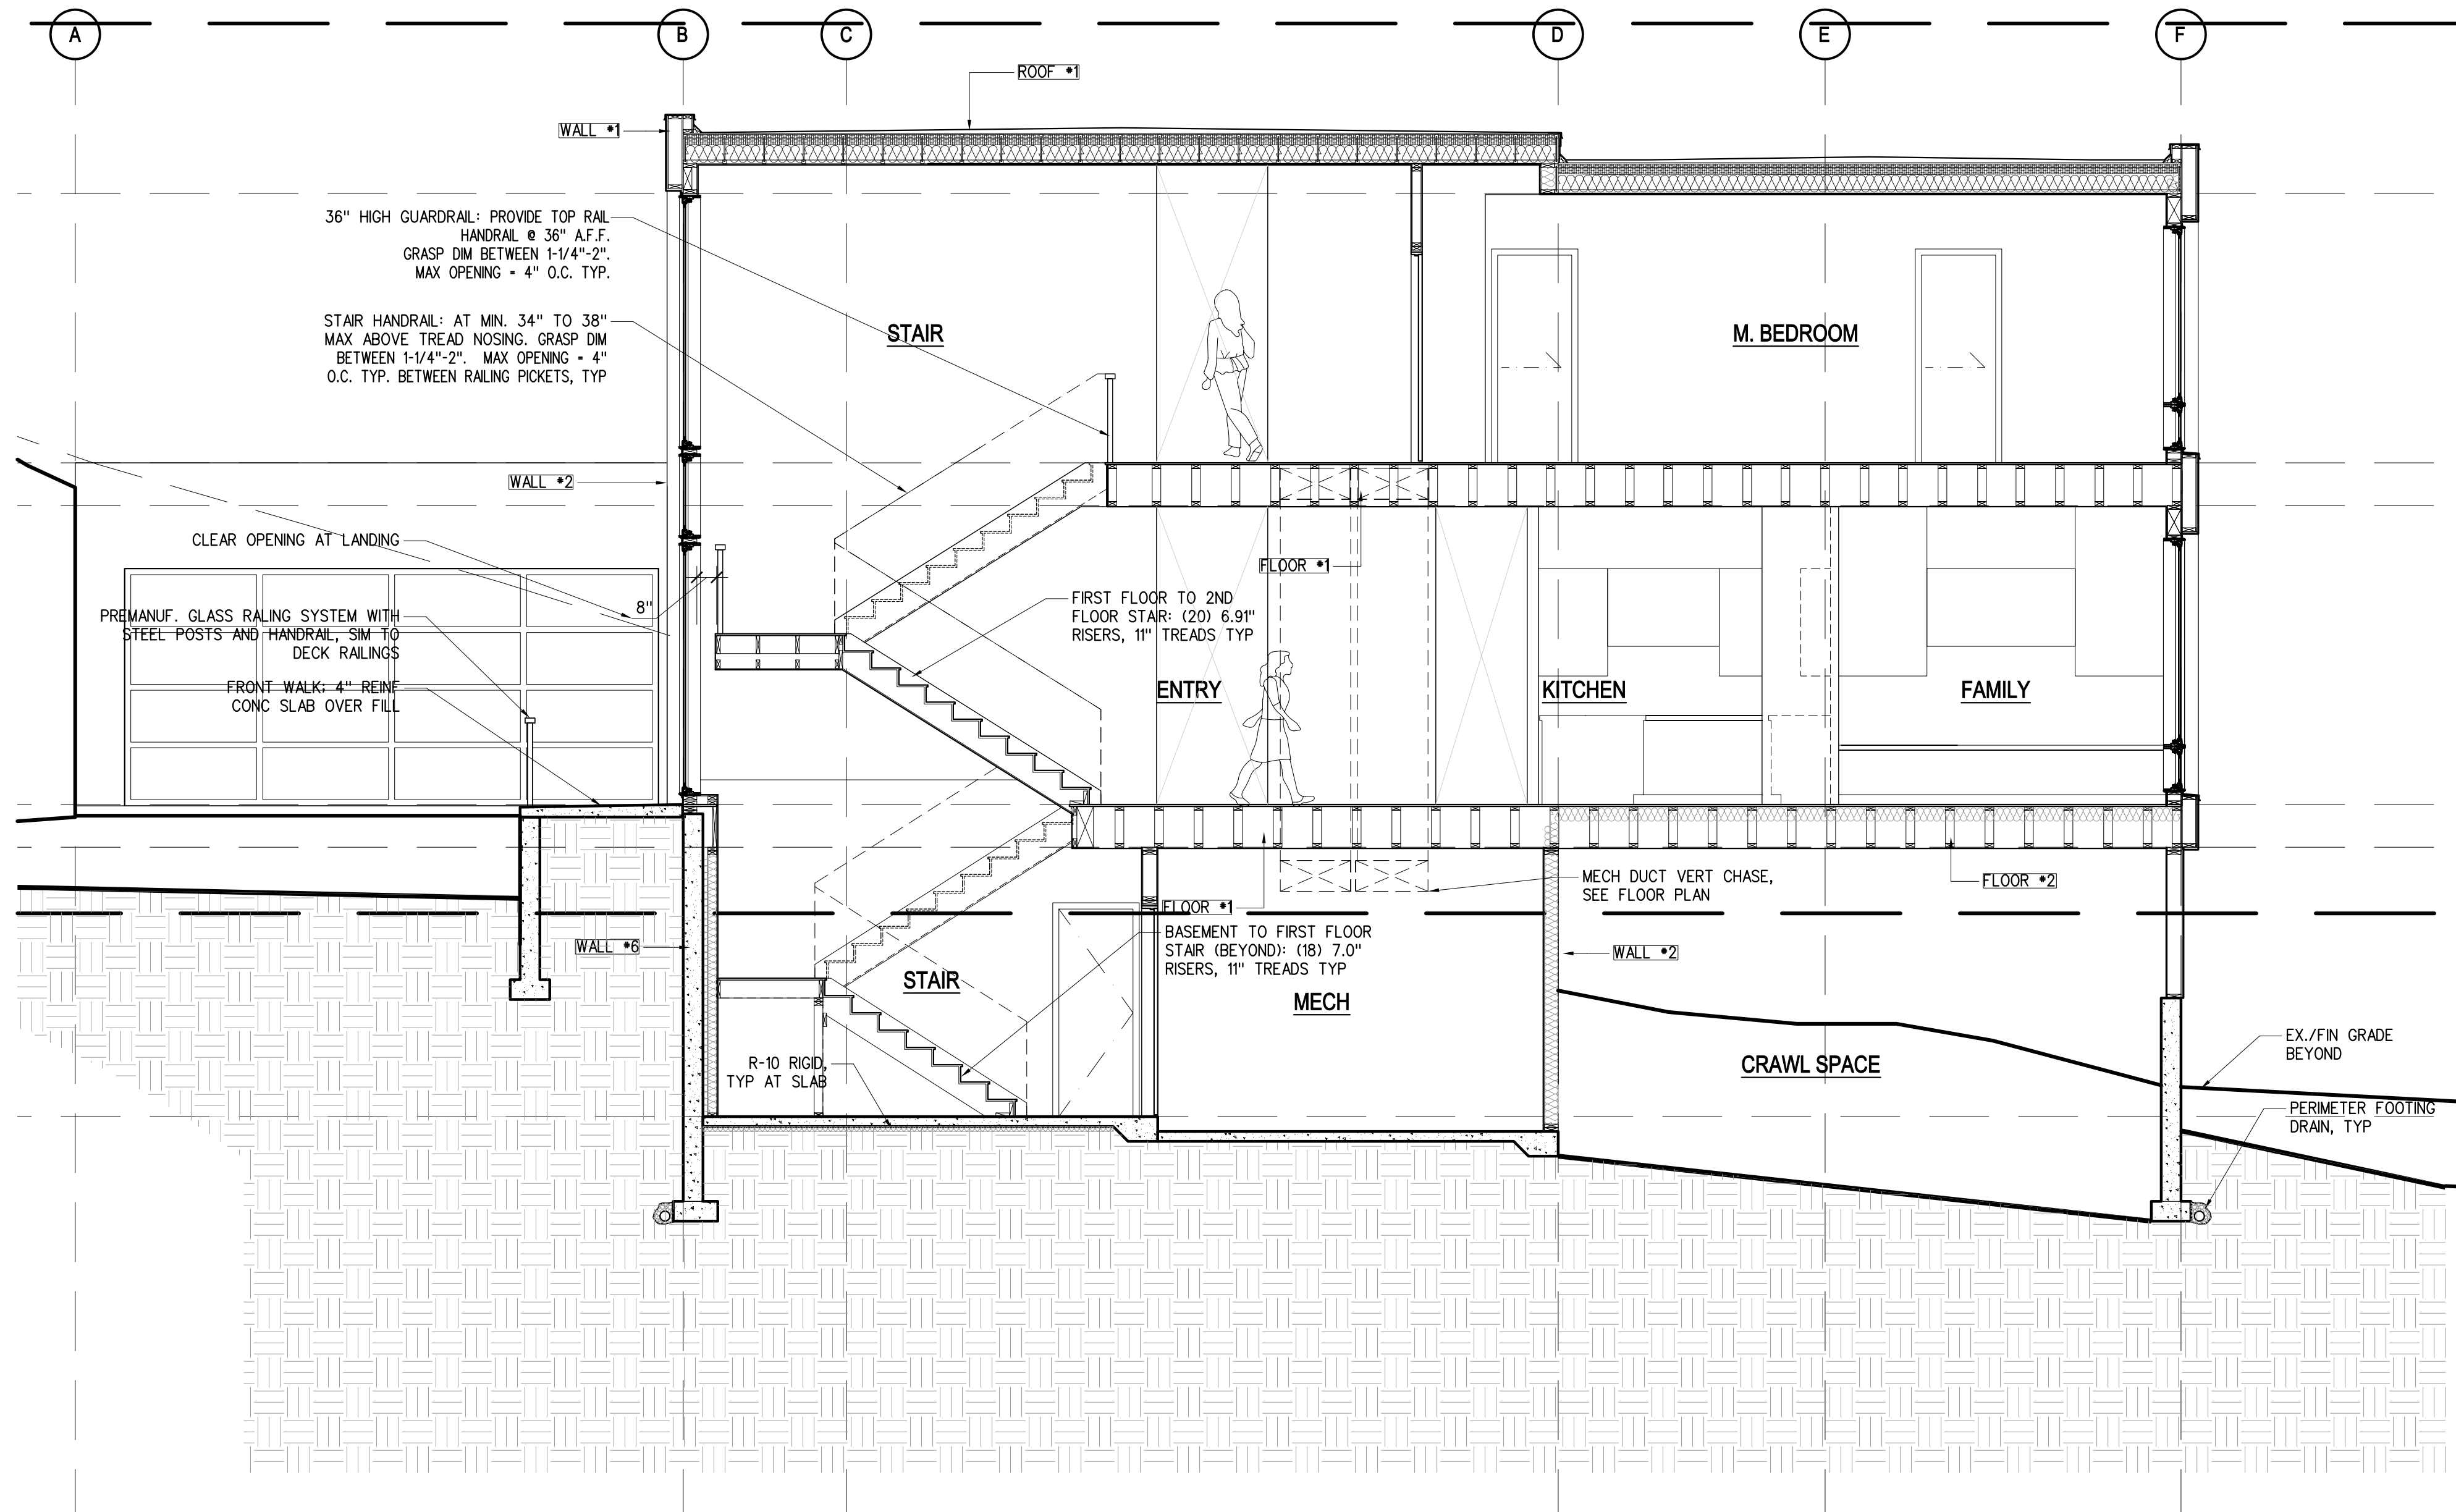 A
B
C
D
E
F
ROOF #1
WALL #1
36" HIGH GUARDRAIL: PROVIDE TOP RAIL
HANDRAIL @ 36" A.F.F.
GRASP DIM BETWEEN 1-1/4"-2".
MAX OPENING = 4" O.C. TYP.
STAIR HANDRAIL: AT MIN. 34" TO 38"
MAX ABOVE TREAD NOSING. GRASP DIM
BETWEEN 1-1/4"-2". MAX OPENING = 4"
O.C. TYP. BETWEEN RAILING PICKETS, TYP
STAIR
M. BEDROOM
WALL #2
CLEAR OPENING AT LANDING
FLOOR #1
8"
PREMANUF. GLASS RALING SYSTEM WITH
STEEL POSTS AND HANDRAIL, SIM TO
DECK RAILINGS
FIRST FLOOR TO 2ND
FLOOR STAIR: (20) 6.91"
RISERS, 11" TREADS TYP
FRONT WALK; 4" REINF
CONC SLAB OVER FILL
ENTRY
KITCHEN
FAMILY
MECH DUCT VERT CHASE,
SEE FLOOR PLAN
FLOOR #2
FLOOR #1
WALL #6
BASEMENT TO FIRST FLOOR
STAIR (BEYOND): (18) 7.0"
RISERS, 11" TREADS TYP
WALL #2
STAIR
MECH
R-10 RIGID,
TYP AT SLAB
CRAWL SPACE
EX./FIN GRADE
BEYOND
PERIMETER FOOTING
DRAIN, TYP